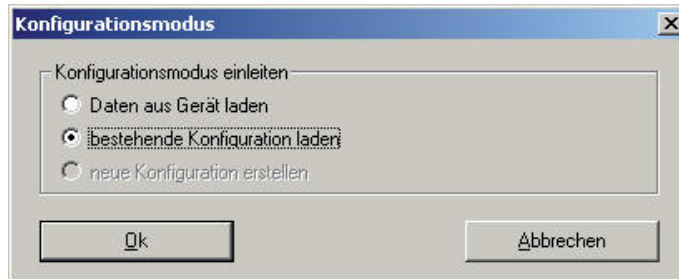 Konfigurationsmodus
Konfigurationsmodus einleiten
Daten aus Gerät laden
bestehende Konfiguration laden
neue Konfiguration erstellen
Ok Abbrechen